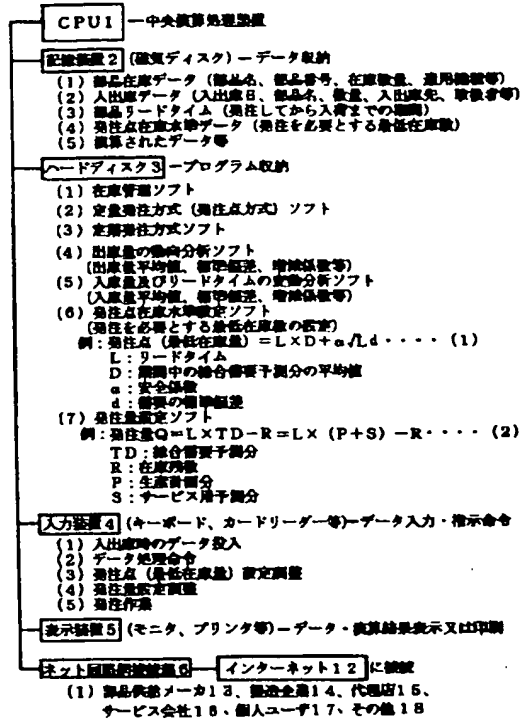 CPU1 ー中央演算処理装置
記憶装置2 (磁気ディスク) ーデータ収納
(1) 部品在庫データ (部品名、部品番号、在庫数量、適用機種等)
(2) 入出庫データ (入出庫日、部品名、数量、入出庫先、取扱者等)
(3) 部品リードタイム (発注してから入荷までの期間)
(4) 発注点在庫水準データ (発注を必要とする最低在庫数)
(5) 演算されたデータ等
ハードディスク3 ープログラム収納
(1) 在庫管理ソフト
(2) 定量発注方式 (発注点方式) ソフト
(3) 定期発注方式ソフト
(4) 出庫量の動向分析ソフト
(出庫量平均値、標準偏差、増減係数等)
(5) 入庫量及びリードタイムの変動分析ソフト
(入庫量平均値、標準偏差、増減係数等)
(6) 発注点在庫水準設定ソフト
(発注を必要とする最低在庫数の設定)
例:発注点 (最低在庫量) =L×D+α√Ld・・・・ (1)
L:リードタイム
D:期間中の総合需要予測分の平均値
α:安全係数
d:需要の標準偏差
(7) 発注量設定ソフト
例:発注量Q=L×TD-R=L× (P+S) -R・・・・ (2)
TD:総合需要予測分
R:在庫残数
P:生産計画分
S:サービス用予測分
入力装置4 (キーボード、カードリーダー等)ーデータ入力・指示命令
(1) 入出庫時のデータ投入
(2) データ処理命令
(3) 発注点 (最低在庫量) 設定調整
(4) 発注量設定調整
(5) 発注作業
表示装置5 (モニタ、プリンタ等) ーデータ・演算結果表示又は印刷
ネット回路網接続器6 インターネット12 に接続
(1) 部品供給メーカ13、製造企業14、代理店15、
サービス会社16、個人ユーザ17、その他18